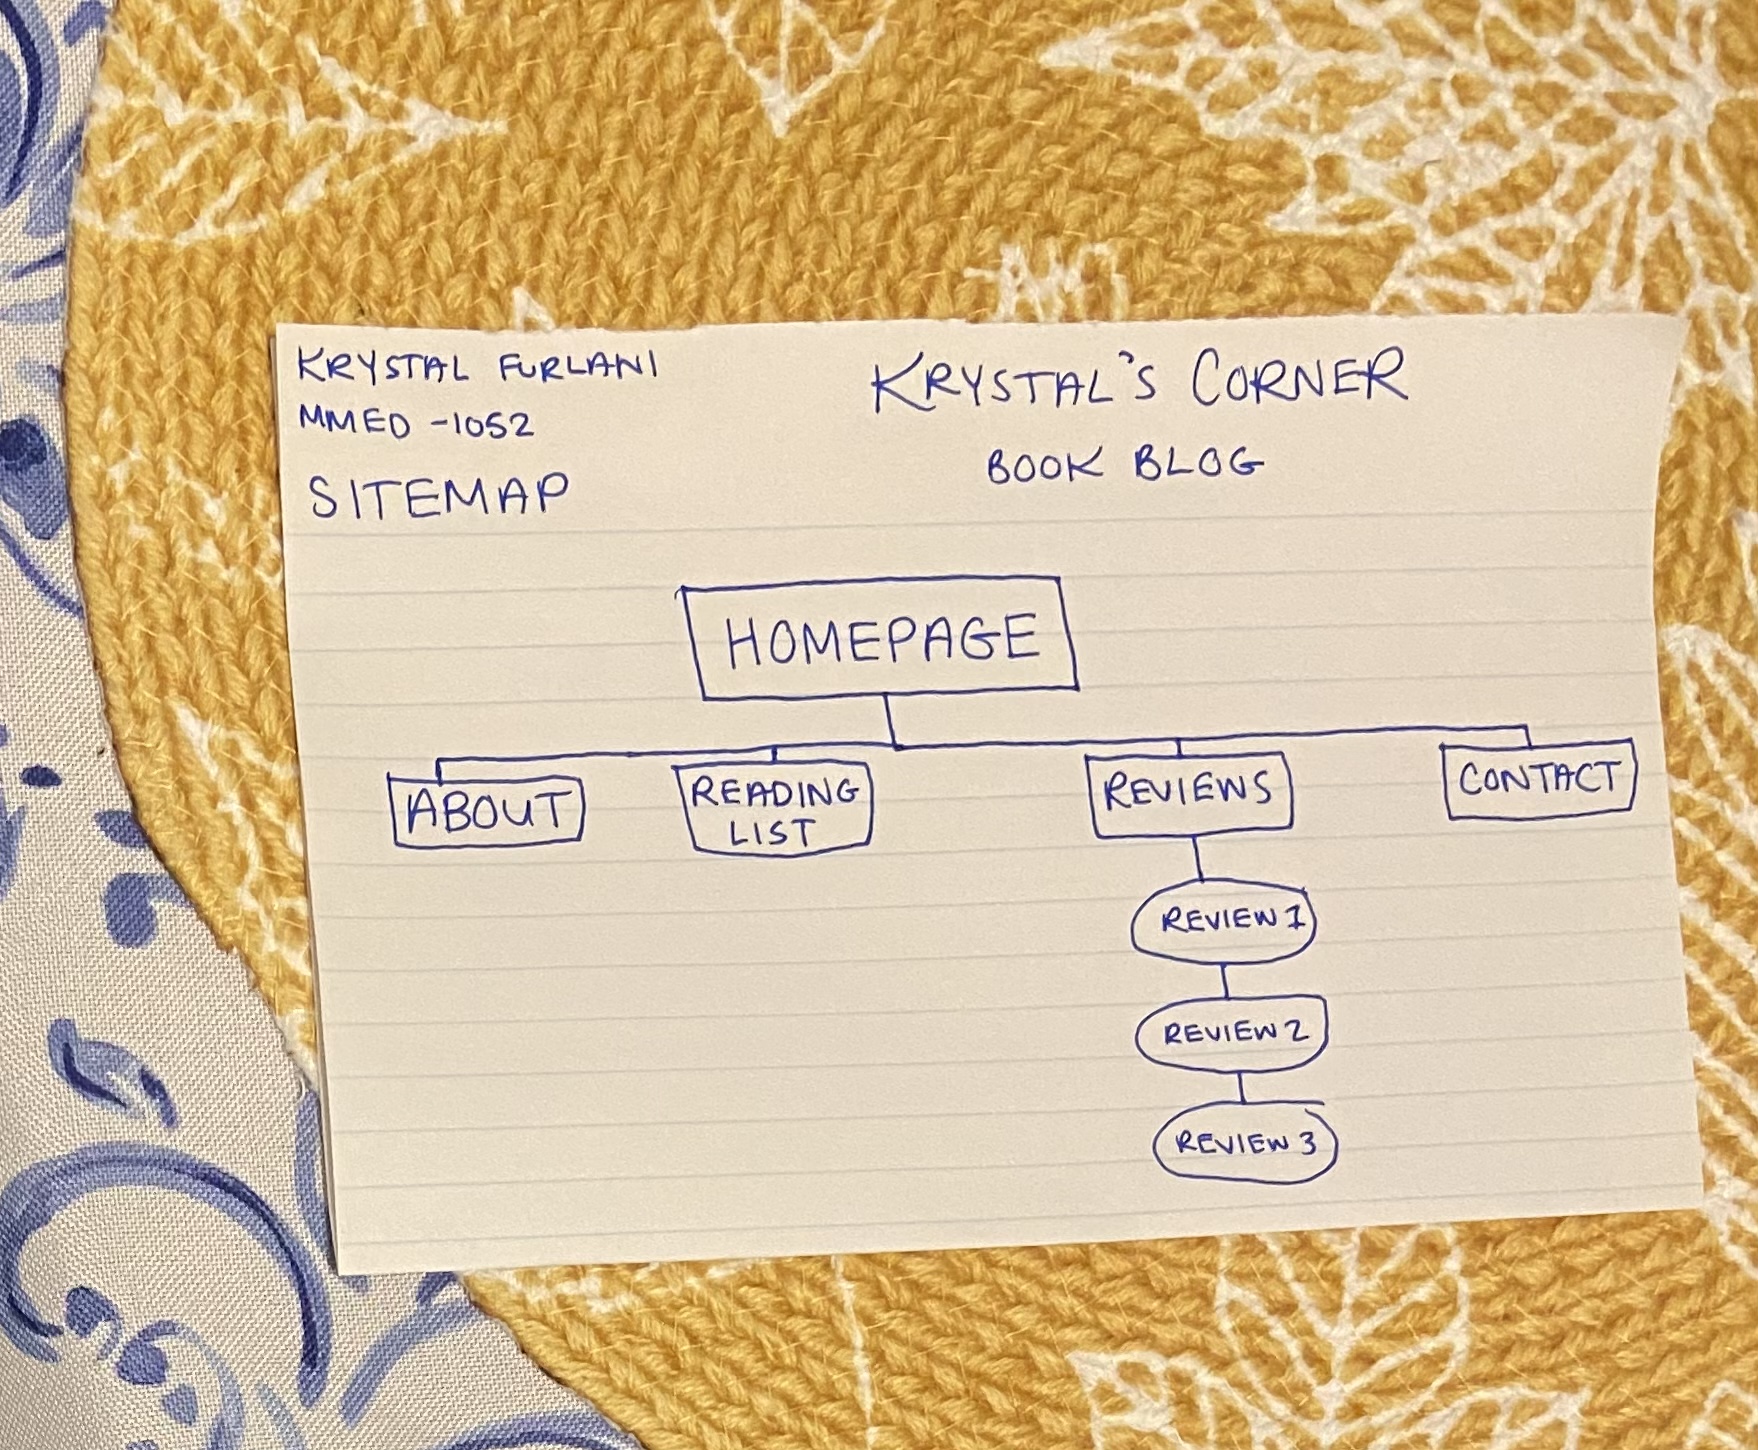 KRYSTAL FURLANI
MMED -1052
SITEMAP
KRYSTAL'S CORNER
BOOK BLOG
HOMEPAGE
ABOUT
READING
LIST
REVIEWS
CONTACT
REVIEW 1
REVIEW 2
REVIEW 3